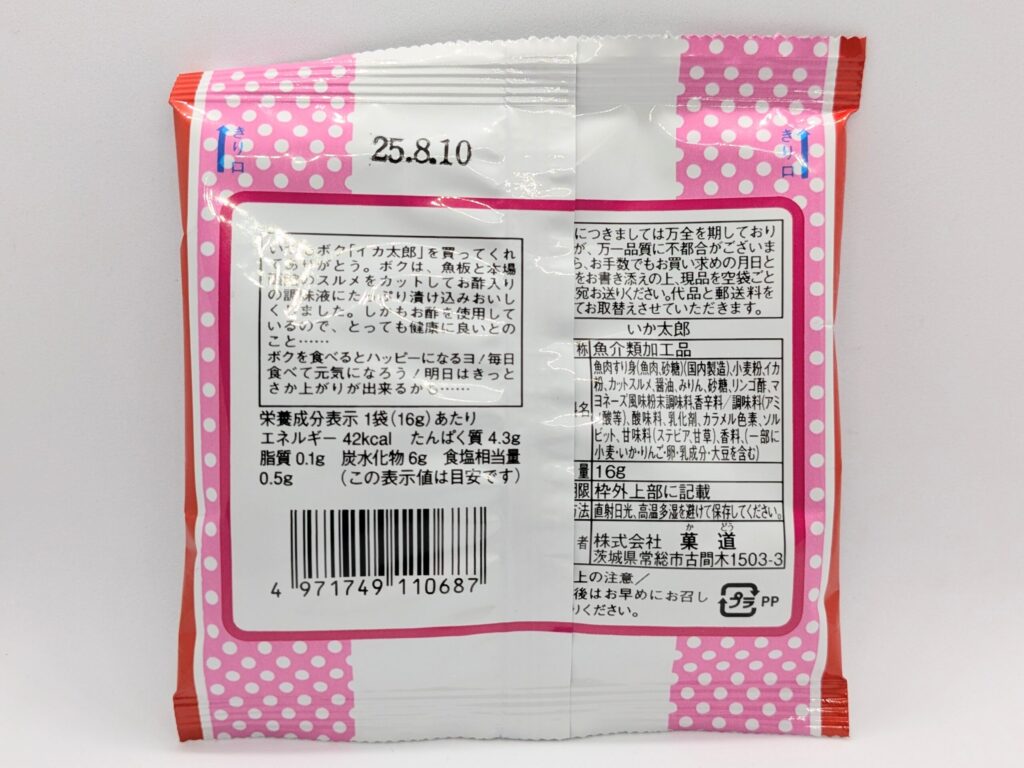 きり口
25.8.10
きり口
ボク「イカ太郎」を買ってくれ
ありがとう。ボクは、魚板と本場
のスルメをカットしてお酢入り
の調味液にたっぷり漬け込みおいし
くしました。しかもお酢を使用して
いるので、とっても健康に良いとの
こと……
ボクを食べるとハッピーになるヨ!毎日
食べて元気になろう!明日はきっと
さか上がりが出来るかも……
栄養成分表示 1袋(16g)あたり
エネルギー 42kcal たんぱく質 4.3g
脂質 0.1g 炭水化物 6g 食塩相当量
0.5g (この表示値は目安です)
4 971749 110687
につきましては万全を期しており
が、万一品質に不都合がございま
ら、お手数でもお買い求めの月日と
をお書き添えの上、現品を空袋ごと
宛お送りください。代品と郵送料を
てお取替えさせていただきます。
いか太郎
称 魚介類加工品
名 魚肉すり身(魚肉、砂糖)(国内製造)、小麦粉、イカ
粉、カットスルメ、醤油、みりん、砂糖、リンゴ酢、マ
ヨネーズ風味粉末調味料、香辛料/調味料(アミ
ノ酸等)、酸味料、乳化剤、カラメル色素、ソル
ビット、甘味料(ステビア、甘草)、香料、(一部に
小麦・いか・りんご・卵・乳成分・大豆を含む)
量 16g
期限 枠外上部に記載
方法 直射日光、高温多湿を避けて保存してください。
者 株式会社 菓道
か どう
茨城県常総市古間木1503-3
上の注意/
後はお早めにお召し
りください。
プラ PP